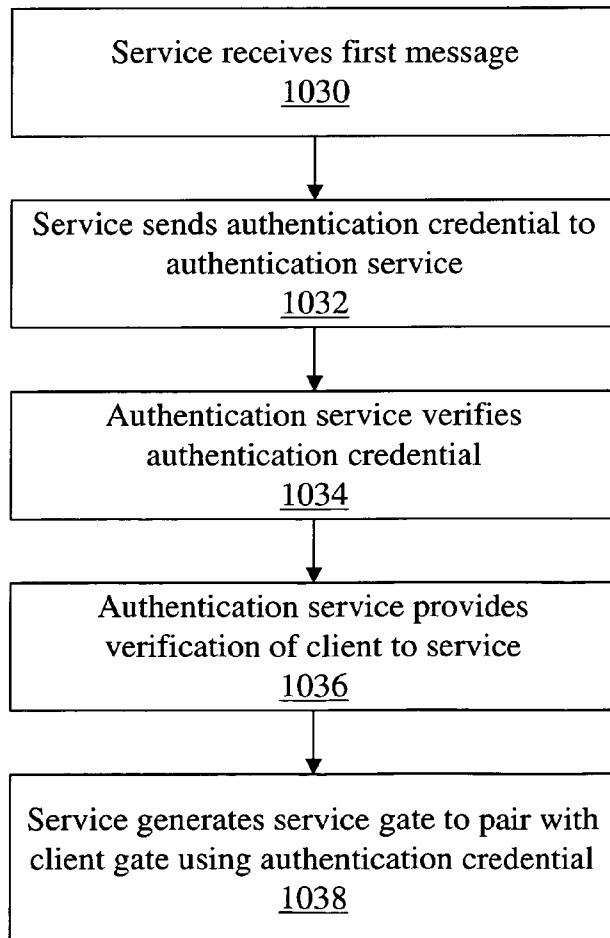 Service receives first message
1030
Service sends authentication credential to
authentication service
1032
Authentication service verifies
authentication credential
1034
Authentication service provides
verification of client to service
1036
Service generates service gate to pair with
client gate using authentication credential
1038